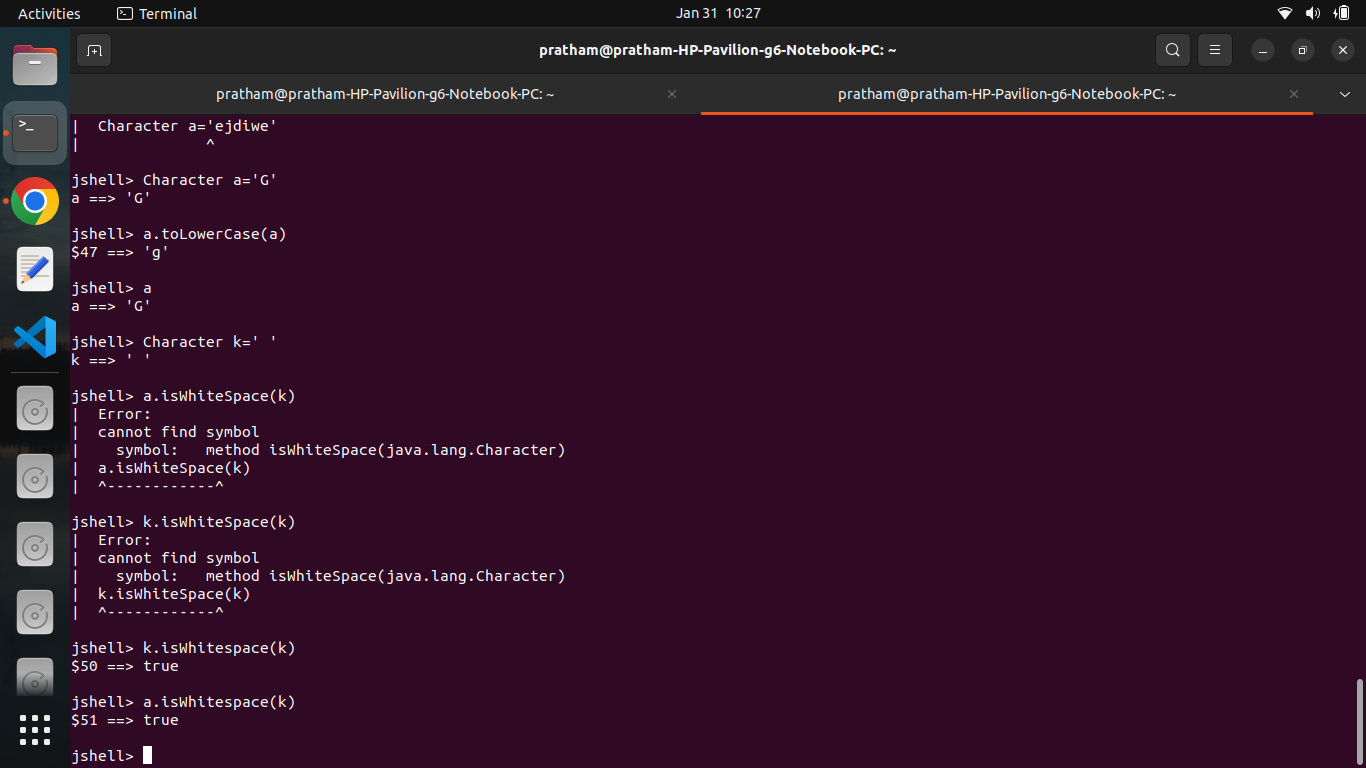 Activities
Terminal
Jan 31 10:27
pratham@pratham-HP-Pavilion-g6-Notebook-PC: ~
pratham@pratham-HP-Pavilion-g6-Notebook-PC: ~
pratham@pratham-HP-Pavilion-g6-Notebook-PC: ~
|  Character a='ejdiwe'
|              ^
jshell> Character a='G'
a ==> 'G'
jshell> a.toLowerCase(a)
$47 ==> 'g'
jshell> a
a ==> 'G'
jshell> Character k=' '
k ==> ' '
jshell> a.isWhiteSpace(k)
|  Error:
|  cannot find symbol
|    symbol:   method isWhiteSpace(java.lang.Character)
|  a.isWhiteSpace(k)
|  ^------------^
jshell> k.isWhiteSpace(k)
|  Error:
|  cannot find symbol
|    symbol:   method isWhiteSpace(java.lang.Character)
|  k.isWhiteSpace(k)
|  ^------------^
jshell> k.isWhitespace(k)
$50 ==> true
jshell> a.isWhitespace(k)
$51 ==> true
jshell>